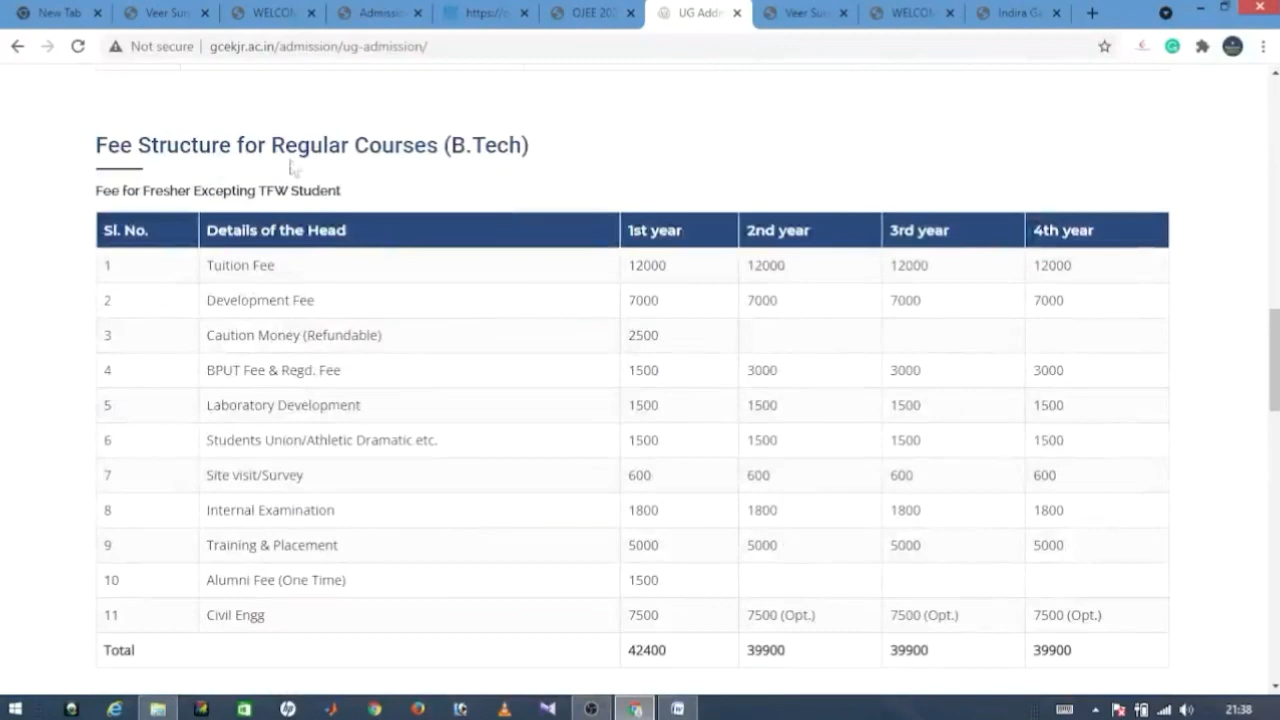 New Tab Veer Sur WELCOM Admissio https:// OJEE 20 UG Addm Veer Sur WELCOM Indira G
Not secure gcekjr.ac.in/admission/ug-admission/
Fee Structure for Regular Courses (B.Tech)
Fee for Fresher Excepting TFW Student
Sl. No. Details of the Head 1st year 2nd year 3rd year 4th year
1 Tuition Fee 12000 12000 12000 12000
2 Development Fee 7000 7000 7000 7000
3 Caution Money (Refundable) 2500
4 BPUT Fee & Regd. Fee 1500 3000 3000 3000
5 Laboratory Development 1500 1500 1500 1500
6 Students Union/Athletic Dramatic etc. 1500 1500 1500 1500
7 Site visit/Survey 600 600 600 600
8 Internal Examination 1800 1800 1800 1800
9 Training & Placement 5000 5000 5000 5000
10 Alumni Fee (One Time) 1500
11 Civil Engg 7500 7500 (Opt.) 7500 (Opt.) 7500 (Opt.)
Total 42400 39900 39900 39900
21:38